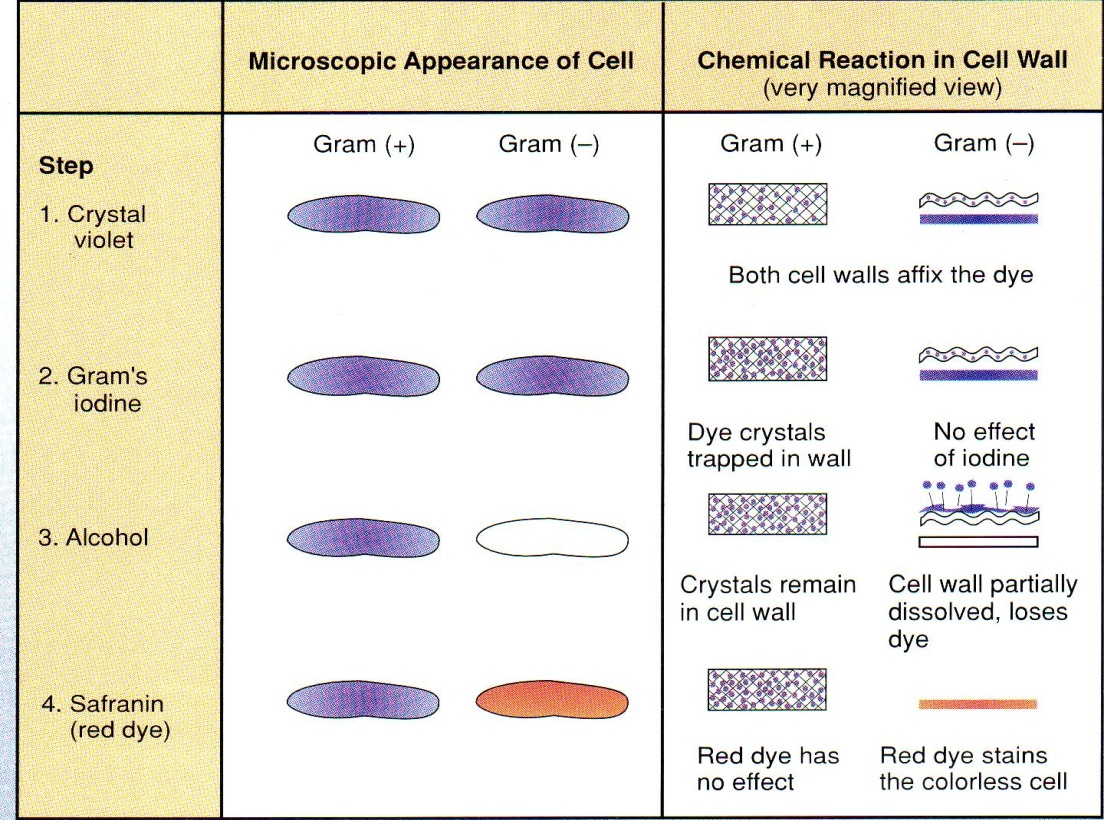 Microscopic Appearance of Cell
Chemical Reaction in Cell Wall
(very magnified view)
Step
Gram (+)
Gram (–)
Gram (+)
Gram (–)
1. Crystal
violet
Both cell walls affix the dye
2. Gram's
iodine
Dye crystals
trapped in wall
No effect
of iodine
3. Alcohol
Crystals remain
in cell wall
Cell wall partially
dissolved, loses
dye
4. Safranin
(red dye)
Red dye has
no effect
Red dye stains
the colorless cell